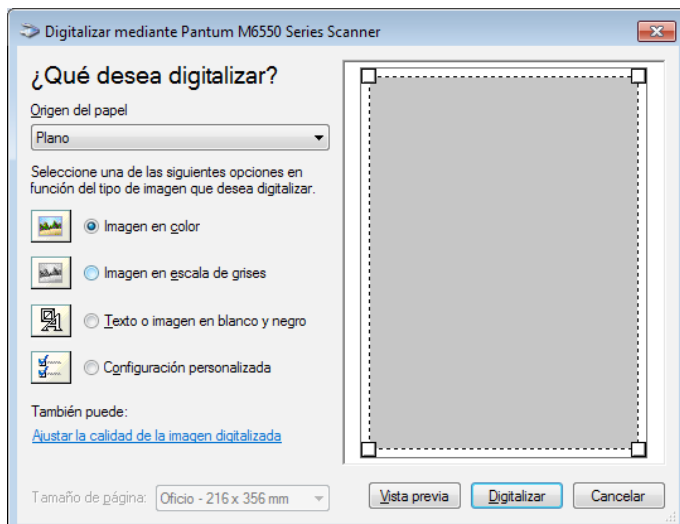 Digitalizar mediante Pantum M6550 Series Scanner
¿Qué desea digitalizar?
Origen del papel
Plano
Seleccione una de las siguientes opciones en
función del tipo de imagen que desea digitalizar.
Imagen en color
Imagen en escala de grises
Texto o imagen en blanco y negro
Configuración personalizada
También puede:
Ajustar la calidad de la imagen digitalizada
Tamaño de página: Oficio - 216 x 356 mm
Vista previa Digitalizar Cancelar